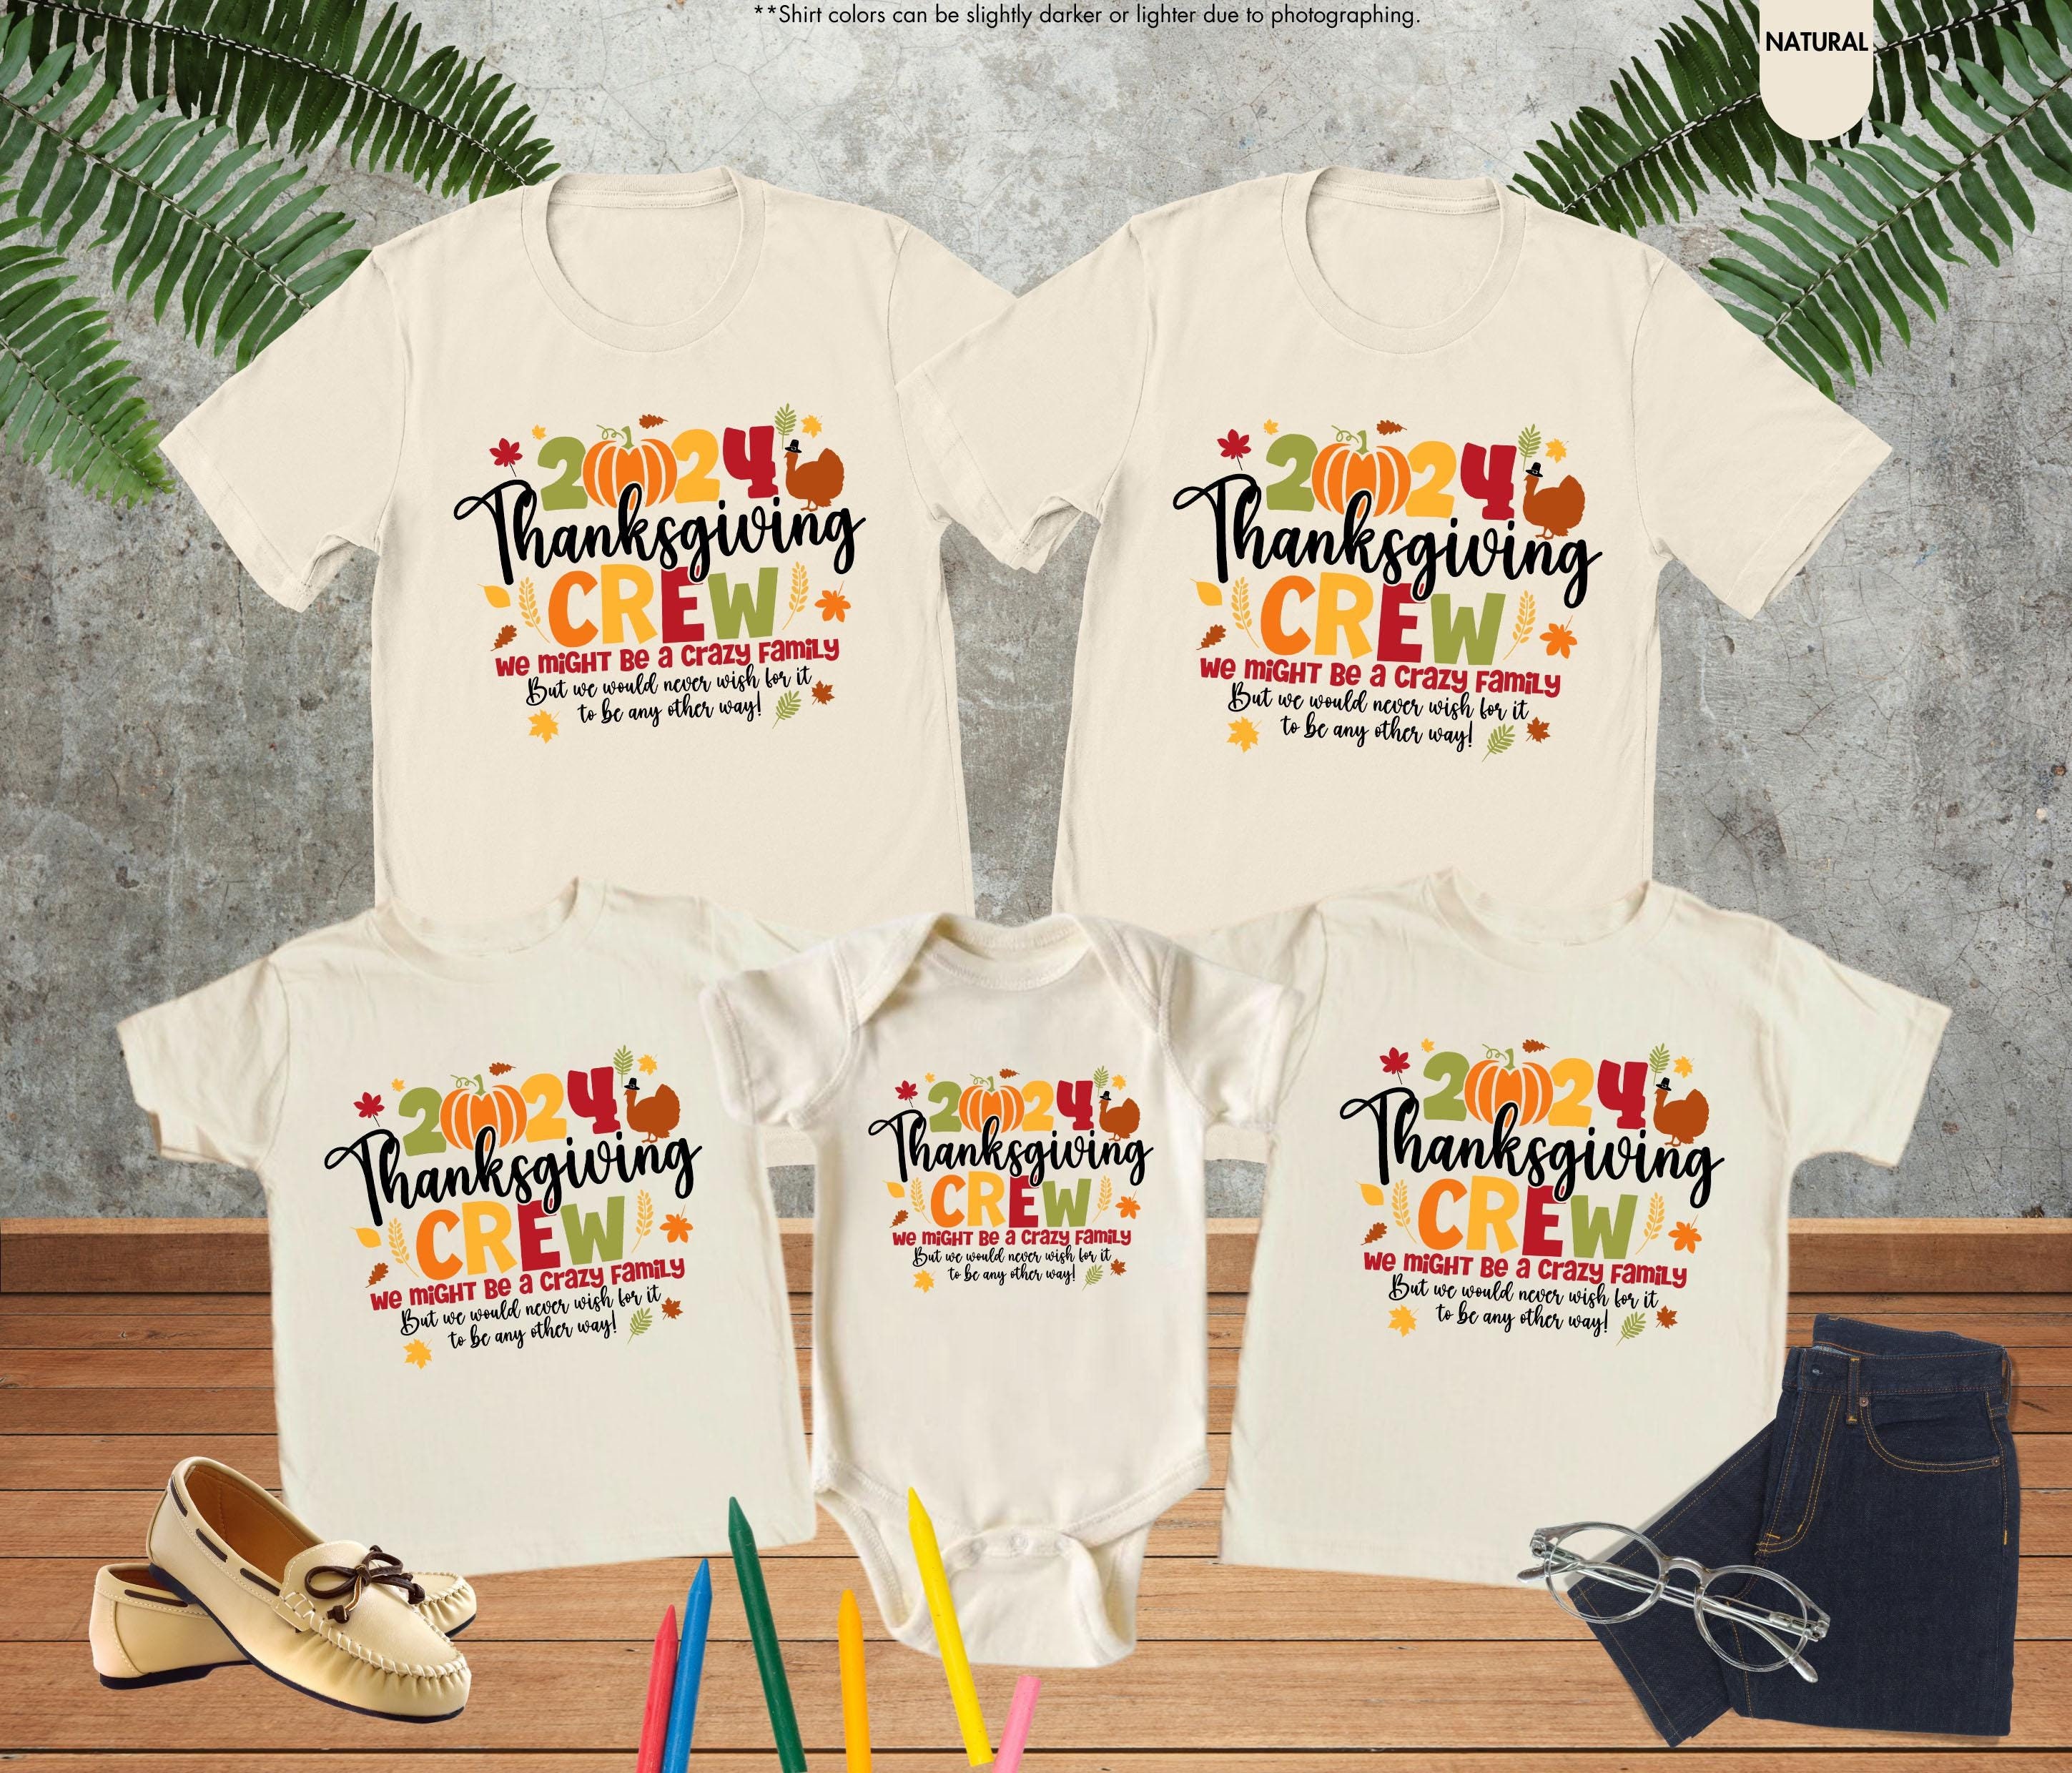 **Shirt colors can be slightly darker or lighter due to photographing.
NATURAL
2024
Thanksgiving
CREW
We MiGHT Be a Crazy Family
But we would never wish for it
to be any other way!
2024
Thanksgiving
CREW
We MiGHT Be a Crazy Family
But we would never wish for it
to be any other way!
2024
Thanksgiving
CREW
We MiGHT Be a Crazy Family
But we would never wish for it
to be any other way!
2024
Thanksgiving
CREW
We MiGHT Be a Crazy Family
But we would never wish for it
to be any other way!
2024
Thanksgiving
CREW
We MiGHT Be a Crazy Family
But we would never wish for it
to be any other way!